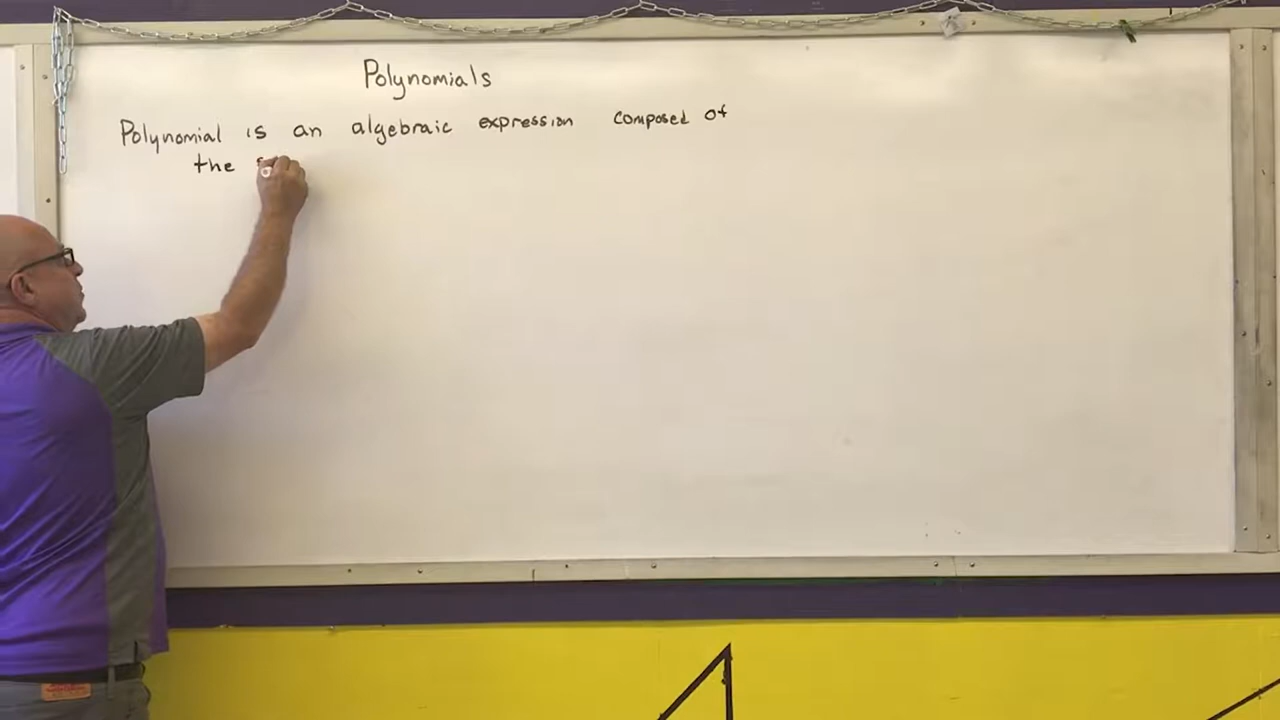 Polynomials
Polynomial is an algebraic expression composed of
the